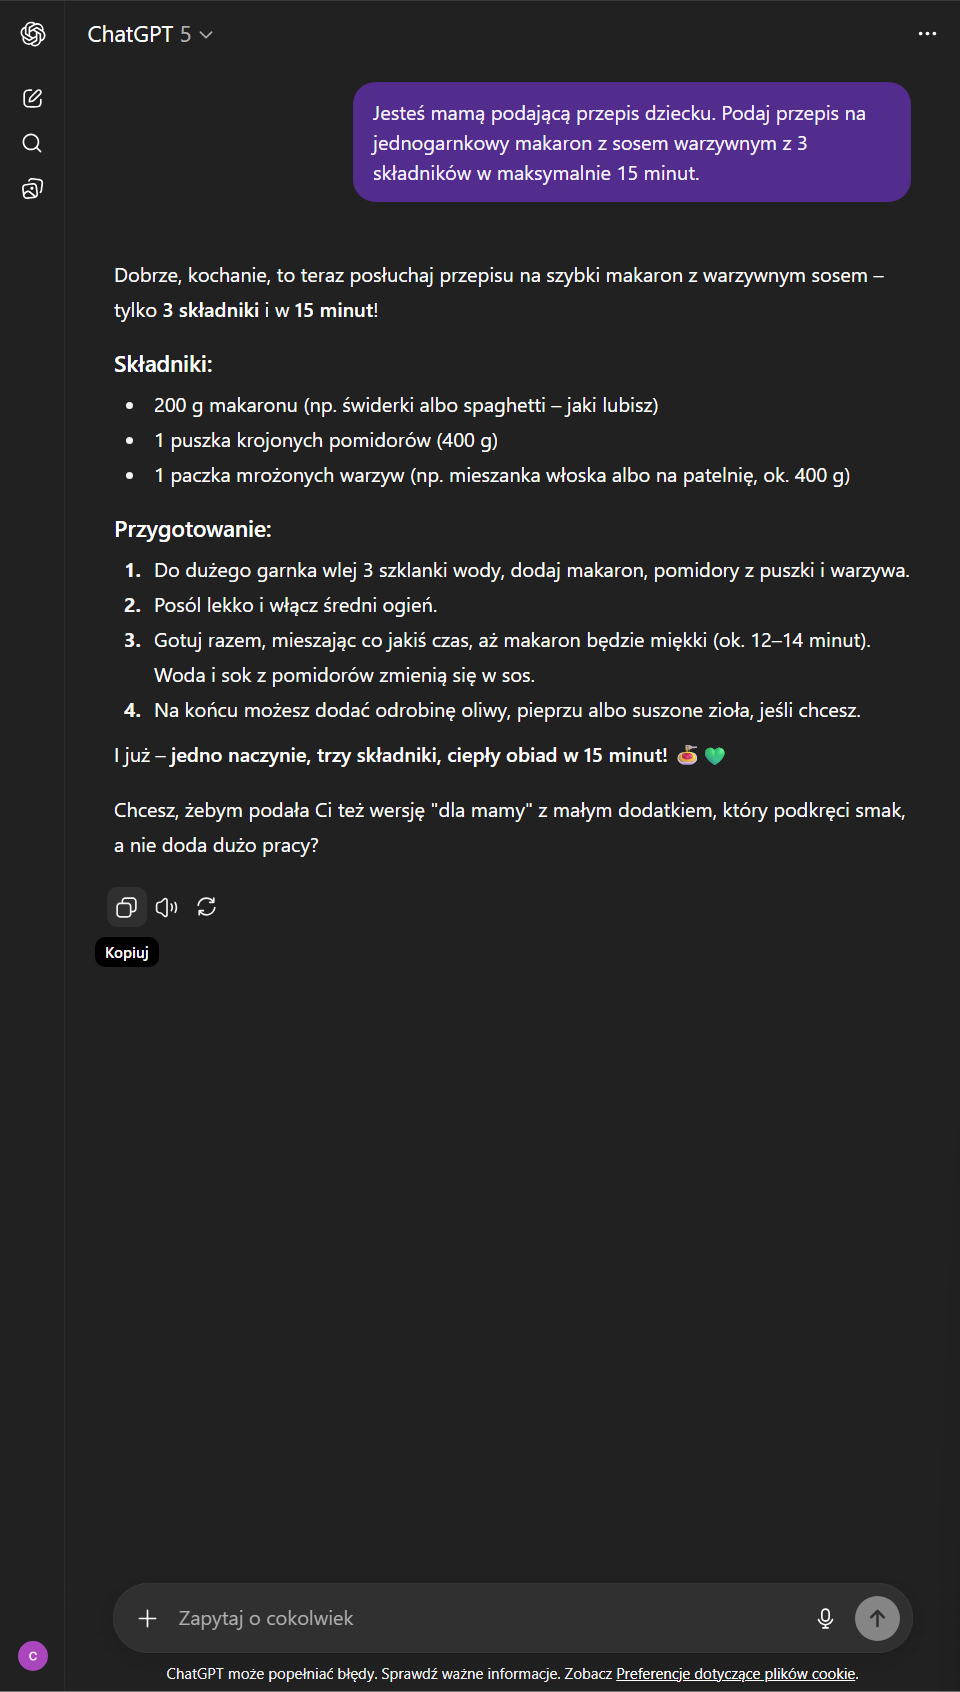 ChatGPT 5
Jesteś mamą podającą przepis dziecku. Podaj przepis na
jednogarnkowy makaron z sosem warzywnym z 3
składników w maksymalnie 15 minut.
Dobrze, kochanie, to teraz posłuchaj przepisu na szybki makaron z warzywnym sosem –
tylko 3 składniki i w 15 minut!
Składniki:
• 200 g makaronu (np. świderki albo spaghetti – jaki lubisz)
• 1 puszka krojonych pomidorów (400 g)
• 1 paczka mrożonych warzyw (np. mieszanka włoska albo na patelnię, ok. 400 g)
Przygotowanie:
1. Do dużego garnka wlej 3 szklanki wody, dodaj makaron, pomidory z puszki i warzywa.
2. Posól lekko i włącz średni ogień.
3. Gotuj razem, mieszając co jakiś czas, aż makaron będzie miękki (ok. 12–14 minut).
Woda i sok z pomidorów zmienią się w sos.
4. Na końcu możesz dodać odrobinę oliwy, pieprzu albo suszone zioła, jeśli chcesz.
I już – jedno naczynie, trzy składniki, ciepły obiad w 15 minut! 🍝💚
Chcesz, żebym podała Ci też wersję "dla mamy" z małym dodatkiem, który podkręci smak,
a nie doda dużo pracy?
Kopiuj
Zapytaj o cokolwiek
C
ChatGPT może popełniać błędy. Sprawdź ważne informacje. Zobacz Preferencje dotyczące plików cookie.